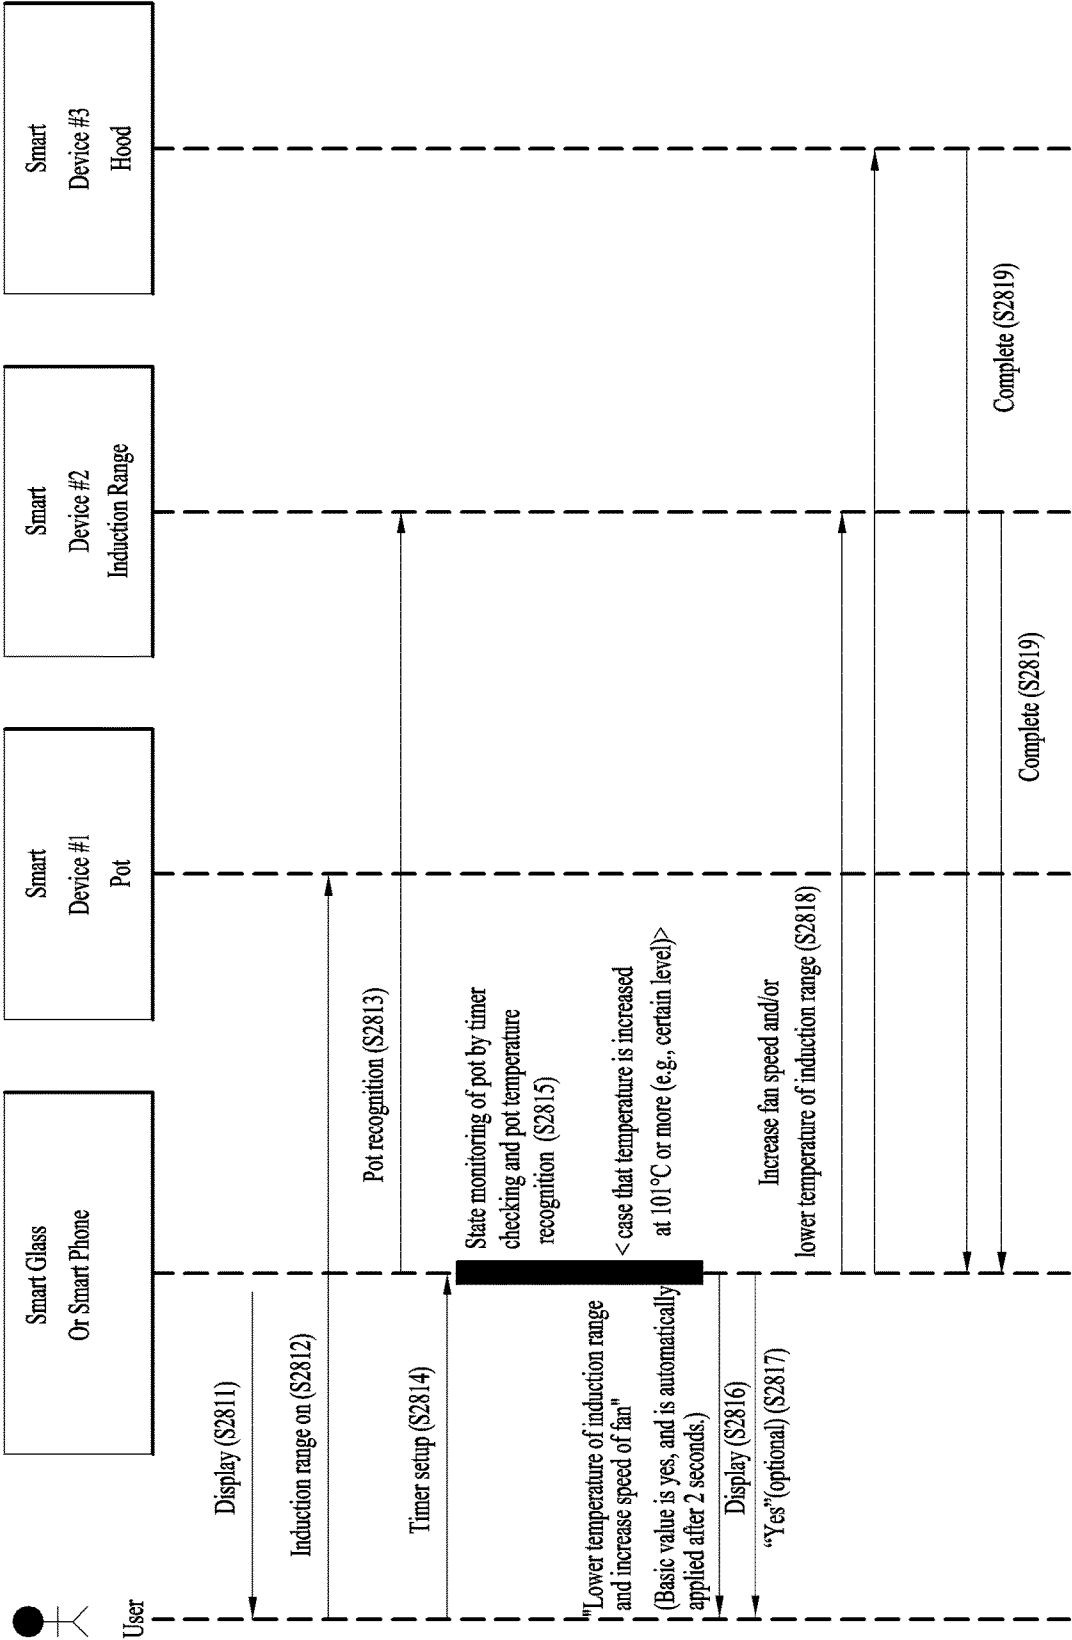 User
Smart Glass
Or Smart Phone
Smart
Device #1
Pot
Smart
Device #2
Induction Range
Smart
Device #3
Hood
Display (S2811)
Induction range on (S2812)
Pot recognition (S2813)
Timer setup (S2814)
State monitoring of pot by timer
checking and pot temperature
recognition (S2815)
< case that temperature is increased
at 101°C or more (e.g., certain level)>
"Lower temperature of induction range
and increase speed of fan"
(Basic value is yes, and is automatically
applied after 2 seconds.)
Display (S2816)
“Yes”(optional) (S2817)
Increase fan speed and/or
lower temperature of induction range (S2818)
Complete (S2819)
Complete (S2819)